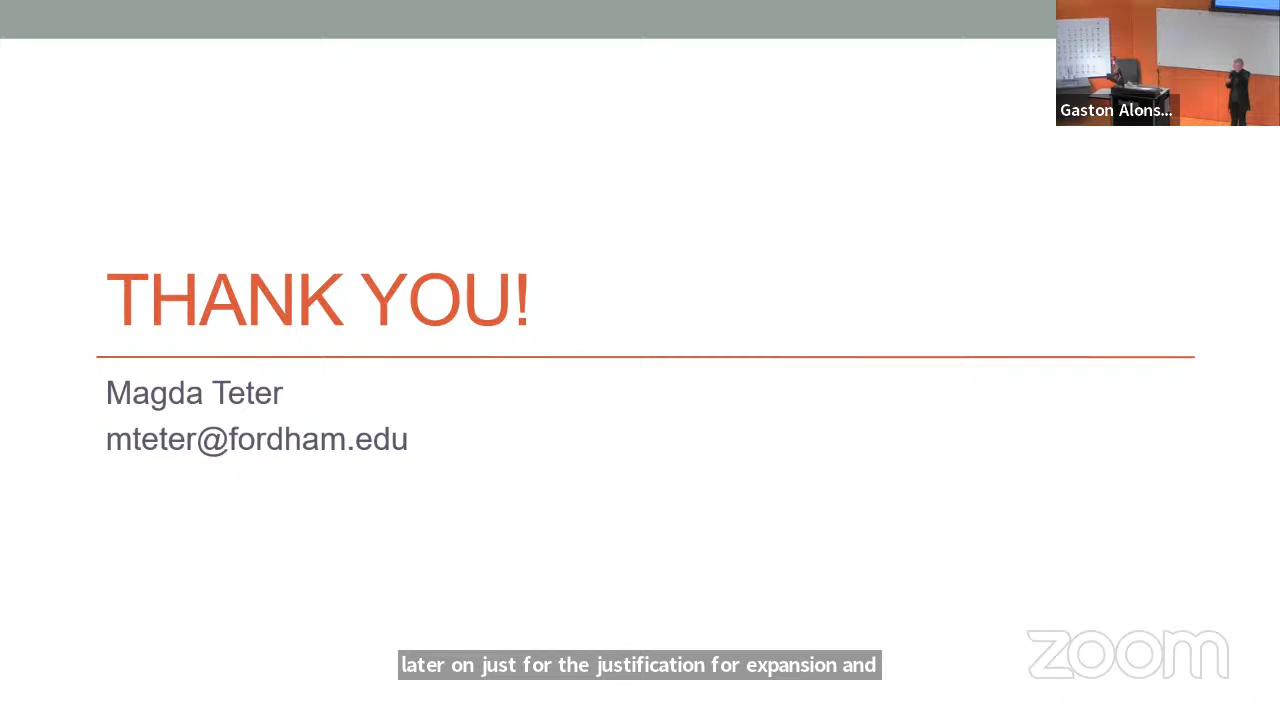 Gaston Alons...
THANK YOU!
Magda Teter
mteter@fordham.edu
later on just for the justification for expansion and
zoom